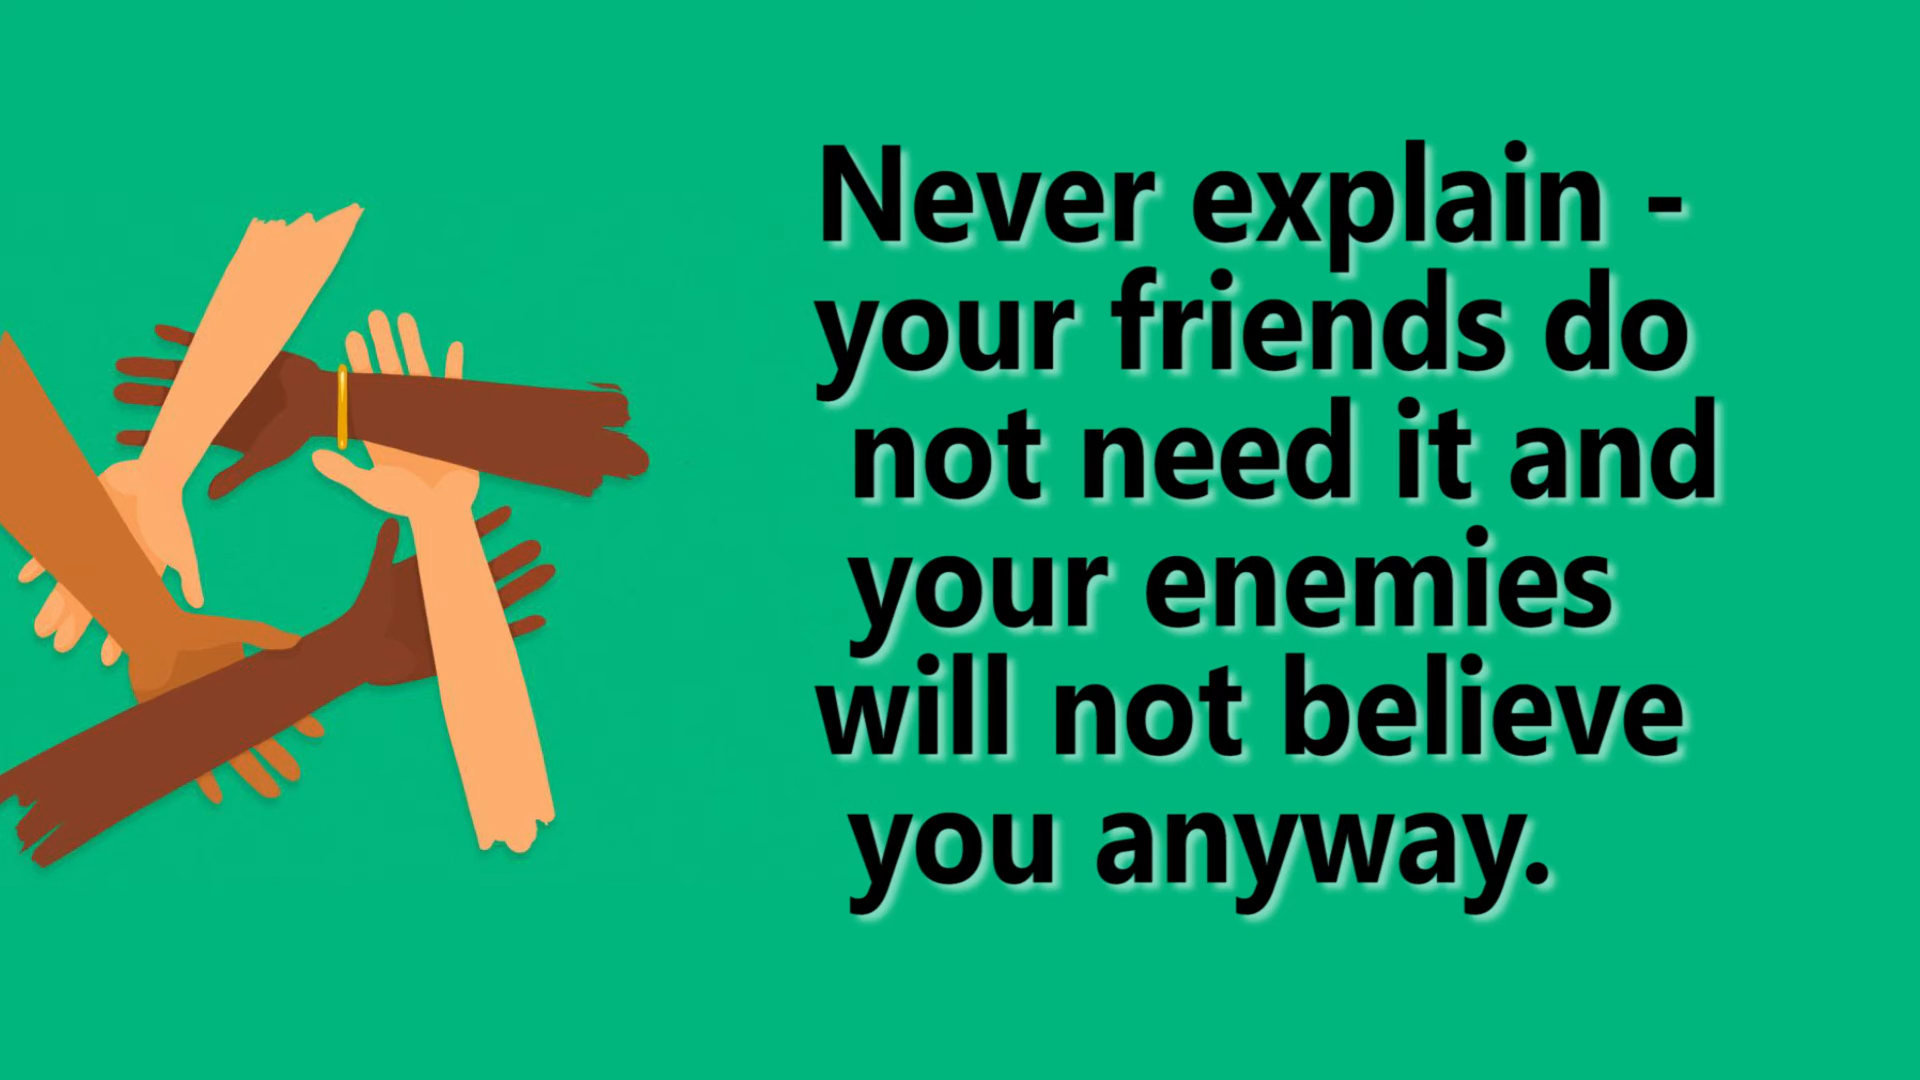 Never explain -
your friends do
not need it and
your enemies
will not believe
you anyway.